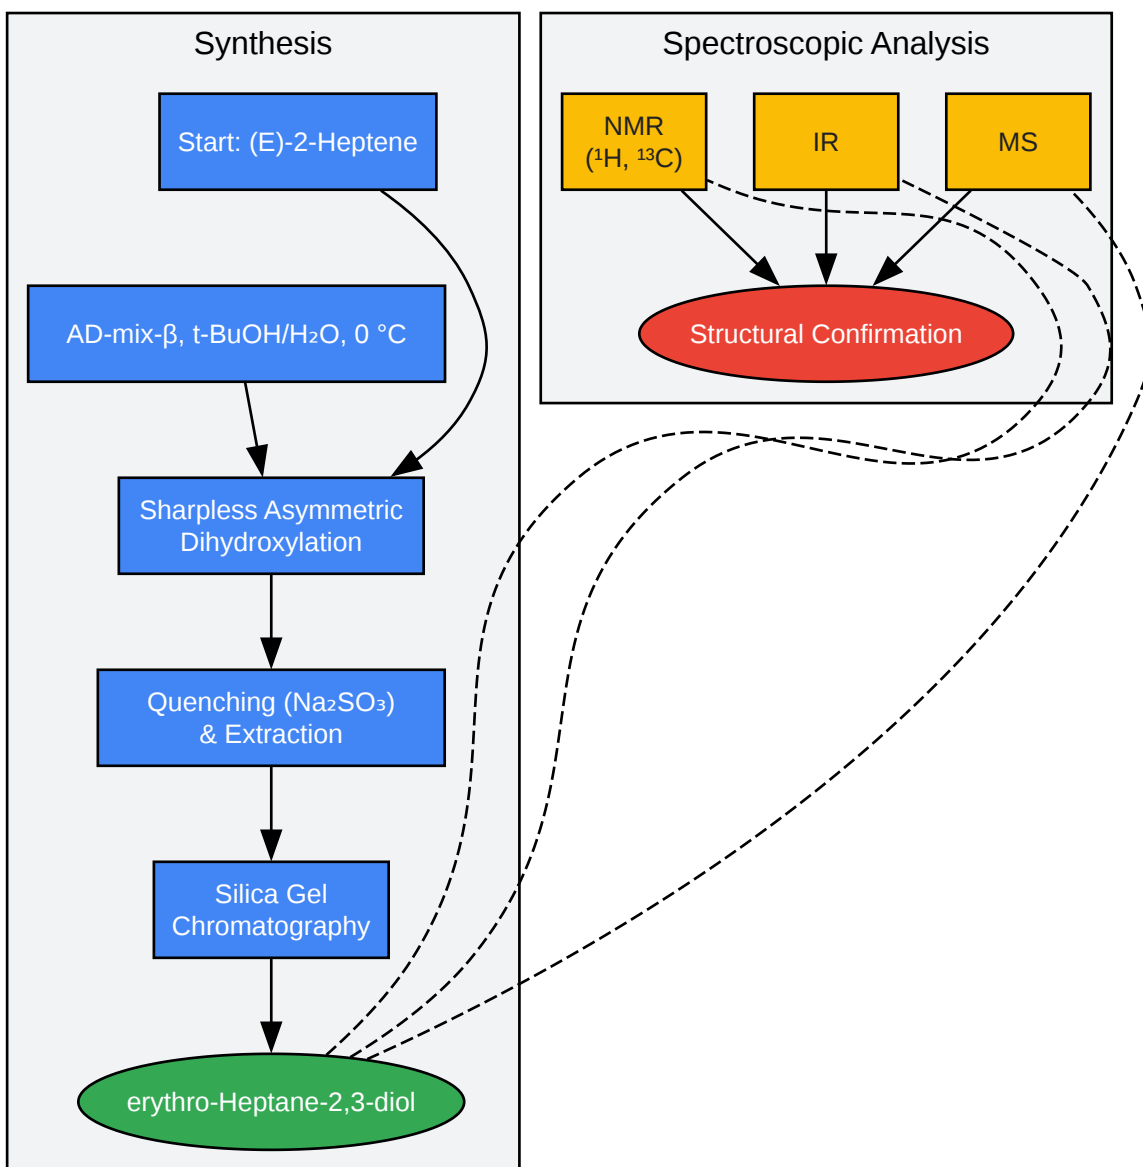 Synthesis
Start: (E)-2-Heptene
AD-mix-β, t-BuOH/H₂O, 0 °C
Sharpless Asymmetric
Dihydroxylation
Quenching (Na₂SO₃)
& Extraction
Silica Gel
Chromatography
erythro-Heptane-2,3-diol
Spectroscopic Analysis
NMR
(¹H, ¹³C)
IR
MS
Structural Confirmation